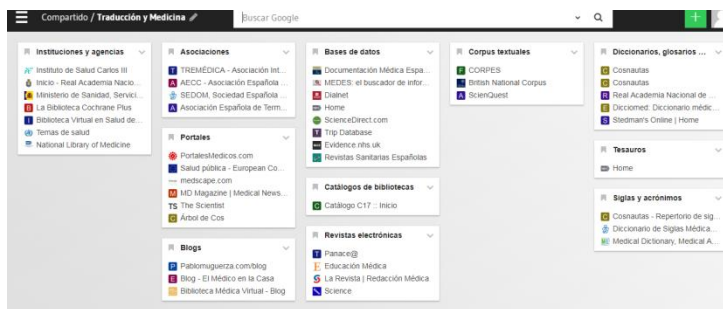 Compartido / Traducción y Medicina
Buscar Google
Instituciones y agencias
Instituto de Salud Carlos III
Inicio - Real Academia Nacio...
Ministerio de Sanidad, Servici...
La Biblioteca Cochrane Plus
Biblioteca Virtual en Salud de...
Temas de salud
National Library of Medicine
Asociaciones
TREMÉDICA - Asociación Int...
AECC - Asociación Española ...
SEDOM, Sociedad Española ...
Asociación Española de Term...
Portales
PortalesMedicos.com
Salud pública - European Co...
medscape.com
MD Magazine | Medical News...
TS The Scientist
Árbol de Cos
Blogs
Pablomuguerza.com/blog
Blog - El Médico en la Casa
Biblioteca Médica Virtual - Blog
Bases de datos
Documentación Médica Espa...
MEDES: el buscador de infor...
Dialnet
Home
ScienceDirect.com
Trip Database
Evidence.nhs.uk
Revistas Sanitarias Españolas
Catálogos de bibliotecas
Catálogo C17 :: Inicio
Revistas electrónicas
Panace@
Educación Médica
La Revista | Redacción Médica
Science
Corpus textuales
CORPES
British National Corpus
ScienQuest
Diccionarios, glosarios ...
Cosnautas
Cosnautas
Real Academia Nacional de ...
Dicciomed: Diccionario médic...
Stedman's Online | Home
Tesauros
Home
Siglas y acrónimos
Cosnautas - Repertorio de sig...
Diccionario de Siglas Médica...
Medical Dictionary, Medical A...